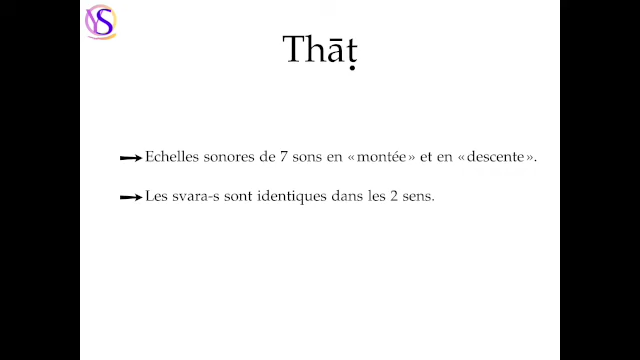 YS
Thāṭ
Echelles sonores de 7 sons en « montée » et en « descente ».
Les svara-s sont identiques dans les 2 sens.